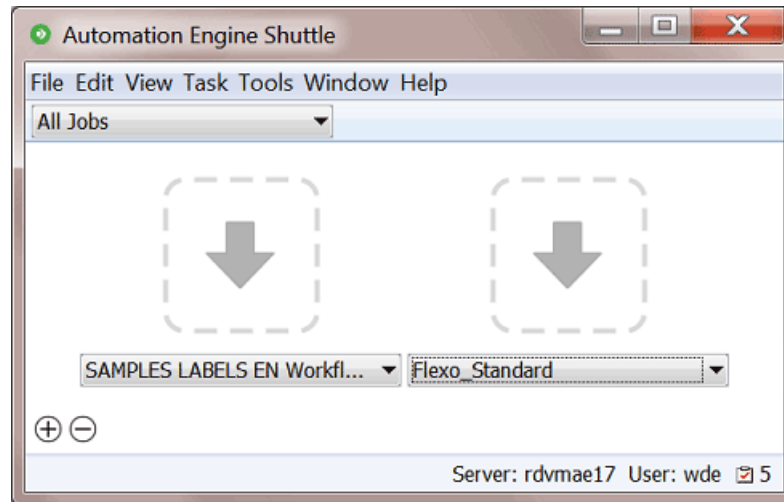 Automation Engine Shuttle
File Edit View Task Tools Window Help
All Jobs
SAMPLES LABELS EN Workfl... Flexo_Standard
Server: rdvmae17 User: wde 5